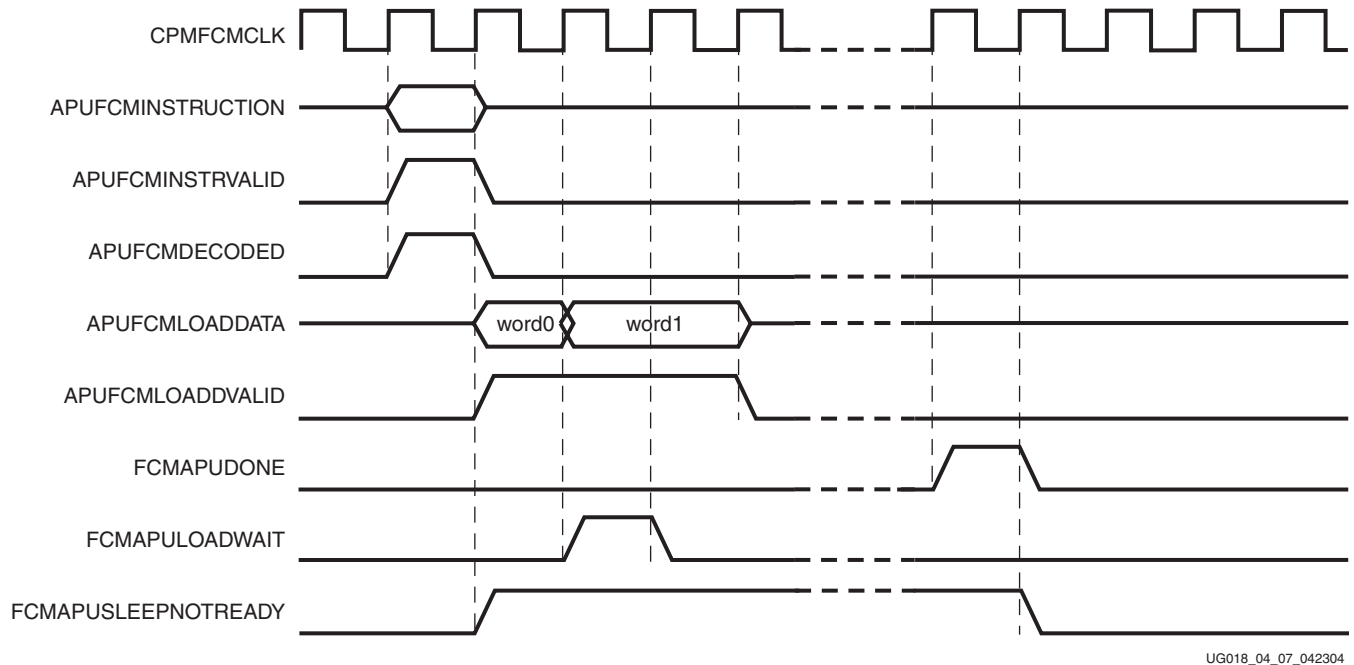 CPMFCMCLK
APUFCMINSTRUCTION
APUFCMINSTRVALID
APUFCMDECODED
APUFCMLOADDATA
word0 word1
APUFCMLOADDVALID
FCMAPUDONE
FCMAPULOADWAIT
FCMAPUSLEEPNOTREADY
UG018_04_07_042304